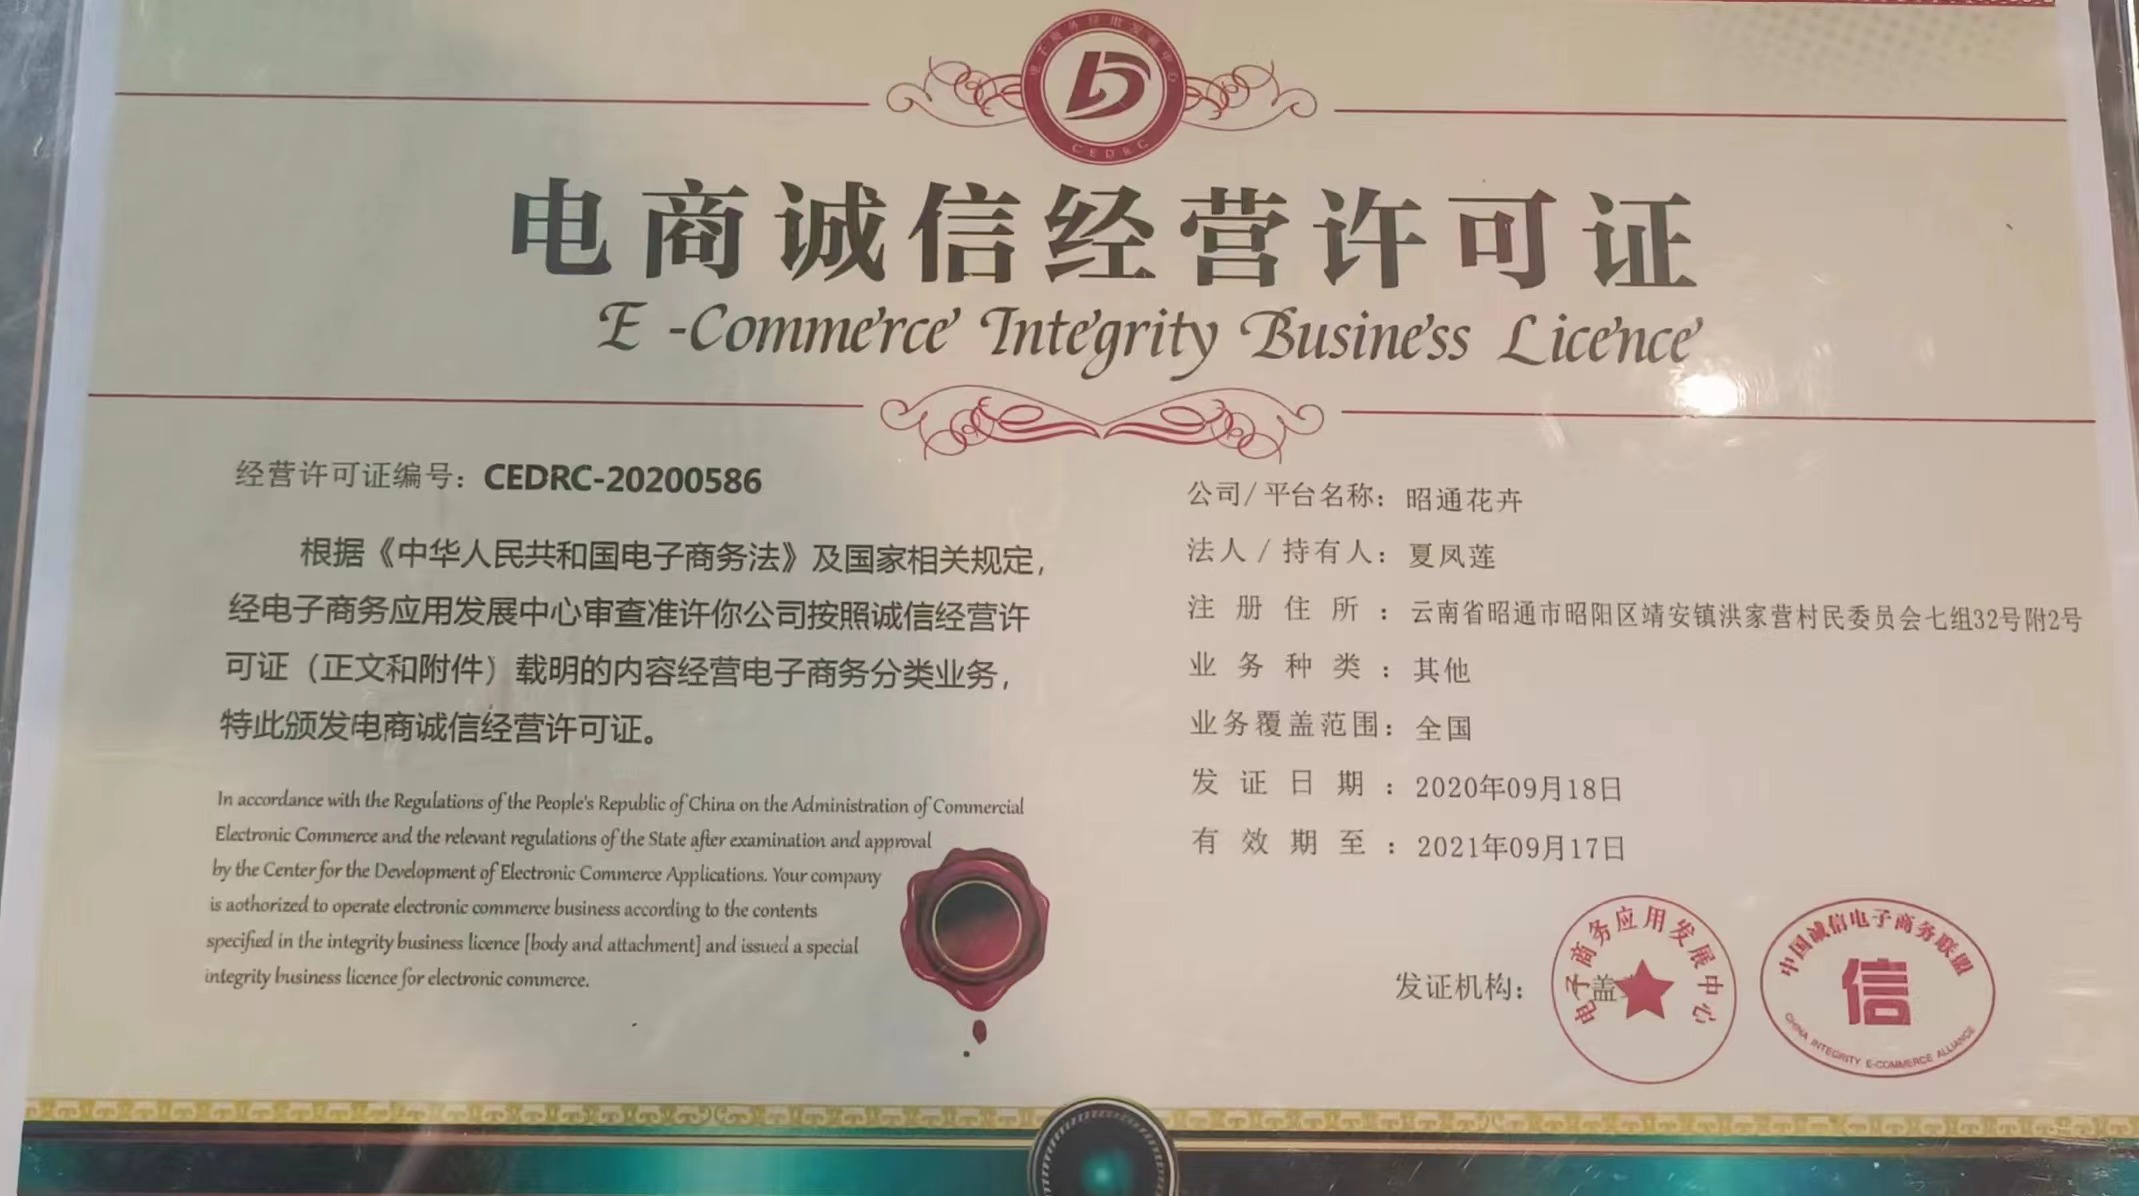 电子商务应用发展中心
CEDRC
电商诚信经营许可证
E-Commerce Integrity Business Licence
经营许可证编号：CEDRC-20200586
根据《中华人民共和国电子商务法》及国家相关规定，
经电子商务应用发展中心审查准许你公司按照诚信经营许
可证（正文和附件）载明的内容经营电子商务分类业务，
特此颁发电商诚信经营许可证。
In accordance with the Regulations of the People's Republic of China on the Administration of Commercial
Electronic Commerce and the relevant regulations of the State after examination and approval
by the Center for the Development of Electronic Commerce Applications. Your company
is aothorized to operate electronic commerce business according to the contents
specified in the integrity business licence [body and attachment] and issued a special
integrity business licence for electronic commerce.
公司/平台名称：昭通花卉
法人/持有人：夏凤莲
注册住所：云南省昭通市昭阳区靖安镇洪家营村民委员会七组32号附2号
业务种类：其他
业务覆盖范围：全国
发证日期：2020年09月18日
有效期至：2021年09月17日
发证机构：
盖
电子商务应用发展中心
中国诚信电子商务联盟
信
CHINA INTEGRITY E-COMMERCE ALLIANCE